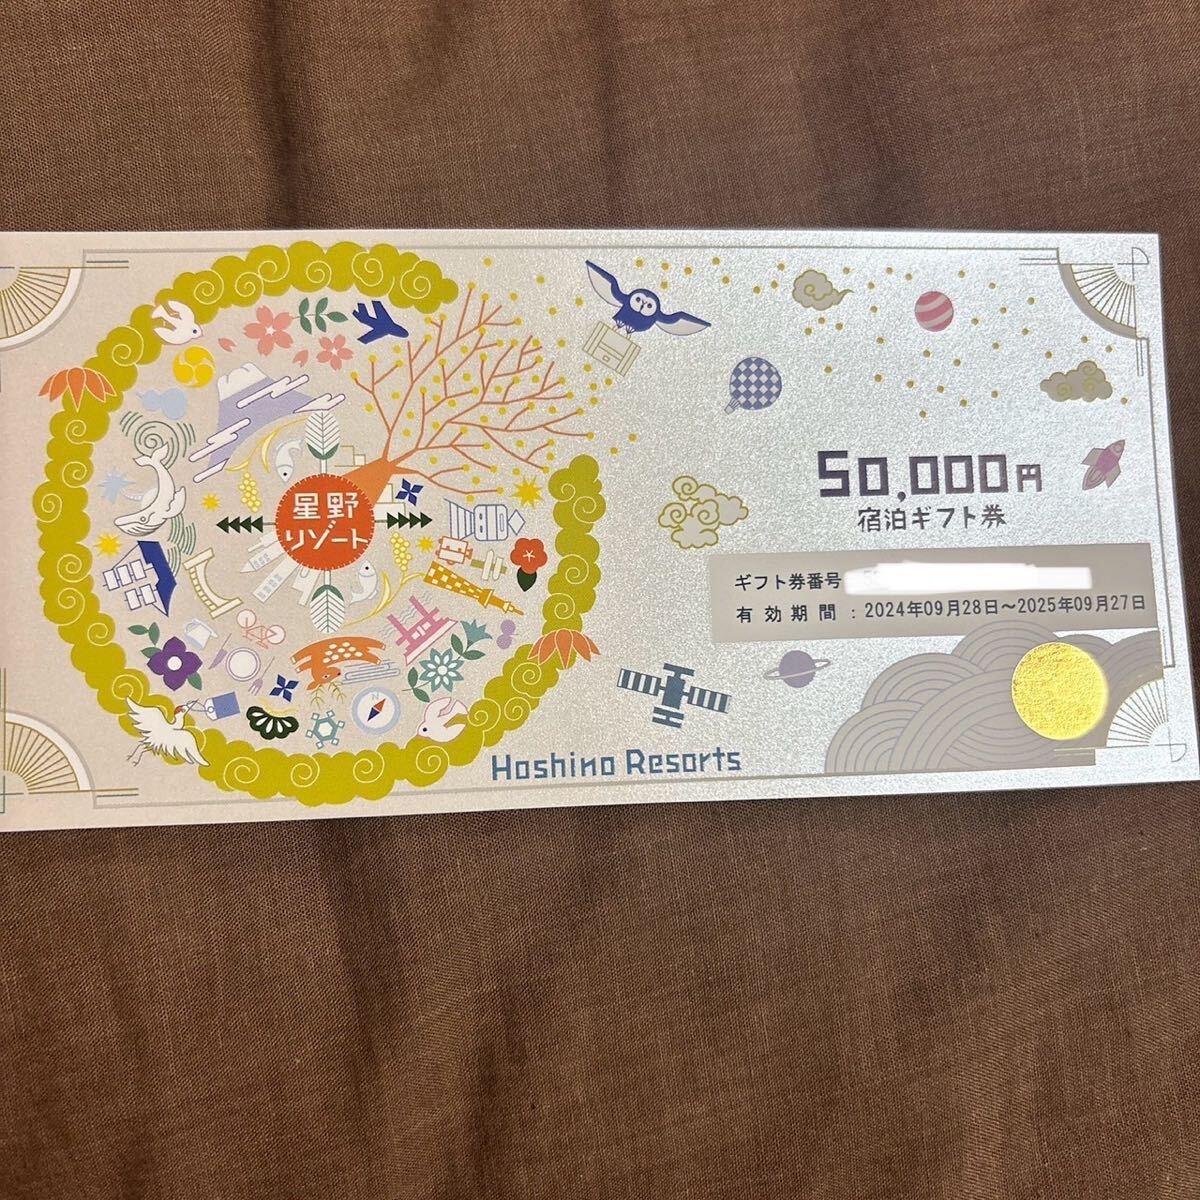 星野
リゾート
50,000円
宿泊ギフト券
ギフト券番号
有効期間 : 2024年09月28日～2025年09月27日
Hoshino Resorts